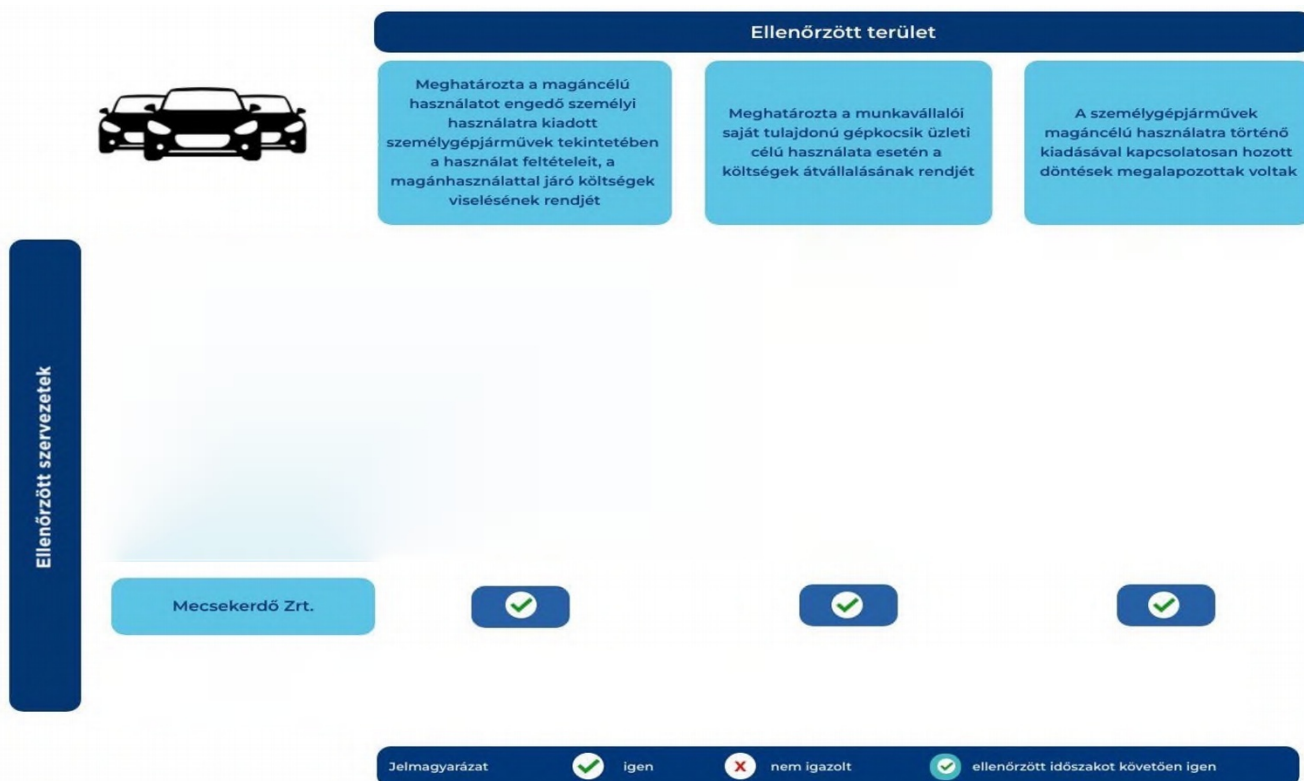 Ellenőrzött terület
Meghatározta a magáncélú
használatot engedő személyi
használatra kiadott
személygépjárművek tekintetében
a használat feltételeit, a
magánhasználattal járó költségek
viselésének rendjét
Meghatározta a munkavállalói
saját tulajdonú gépkocsik üzleti
célú használata esetén a
költségek átvállalásának rendjét
A személygépjárművek
magáncélú használatra történő
kiadásával kapcsolatosan hozott
döntések megalapozottak voltak
Ellenőrzött szervezetek
Mecsekerdő Zrt.
Jelmagyarázat igen nem igazolt ellenőrzött időszakot követően igen